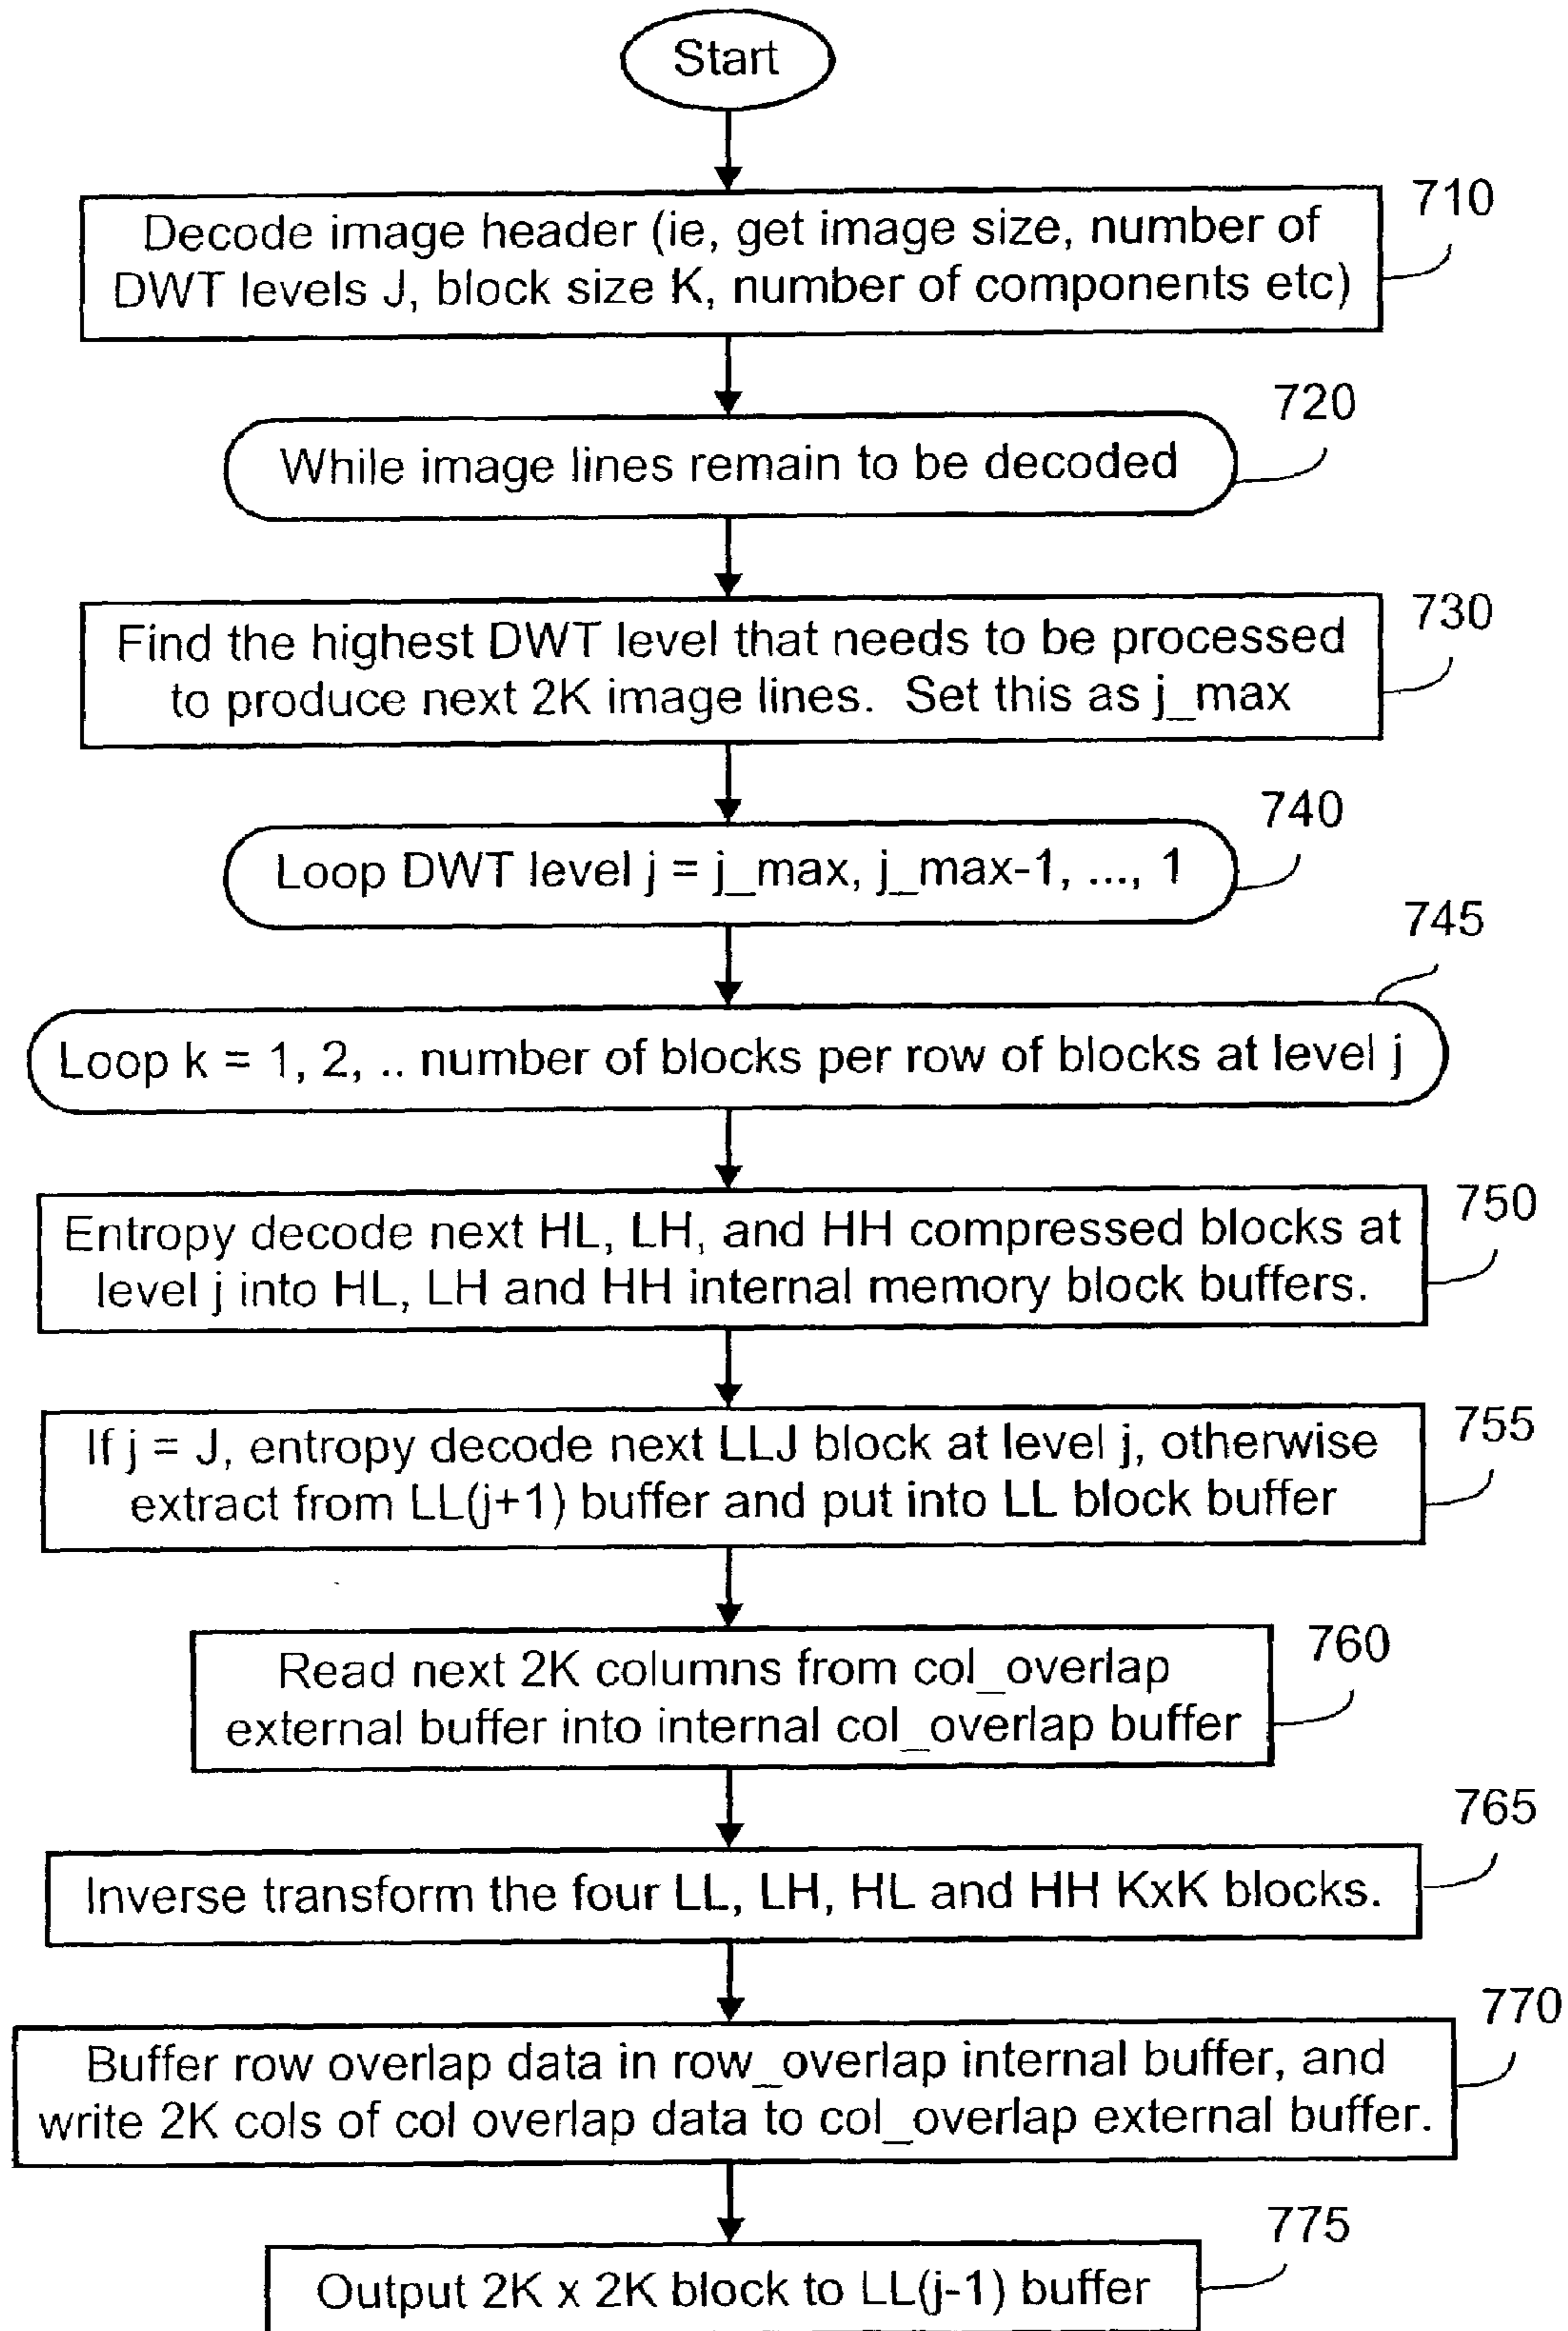 Start
710
Decode image header (ie, get image size, number of
DWT levels J, block size K, number of components etc)
720
While image lines remain to be decoded
730
Find the highest DWT level that needs to be processed
to produce next 2K image lines.  Set this as j_max
740
Loop DWT level j = j_max, j_max-1, ..., 1
745
Loop k = 1, 2, .. number of blocks per row of blocks at level j
750
Entropy decode next HL, LH, and HH compressed blocks at
level j into HL, LH and HH internal memory block buffers.
755
If j = J, entropy decode next LLJ block at level j, otherwise
extract from LL(j+1) buffer and put into LL block buffer
760
Read next 2K columns from col_overlap
external buffer into internal col_overlap buffer
765
Inverse transform the four LL, LH, HL and HH KxK blocks.
770
Buffer row overlap data in row_overlap internal buffer, and
write 2K cols of col overlap data to col_overlap external buffer.
775
Output 2K x 2K block to LL(j-1) buffer